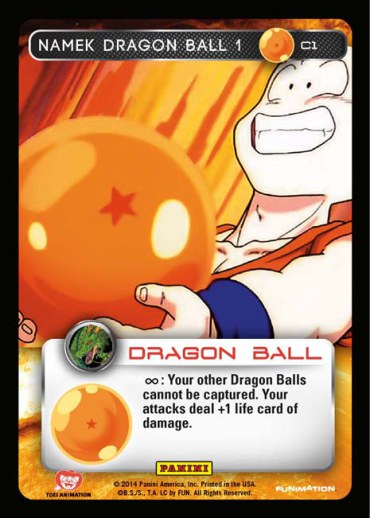 NAMEK DRAGON BALL 1 C1
DRAGON BALL
∞: Your other Dragon Balls
cannot be captured. Your
attacks deal +1 life card of
damage.
PANINI
© 2014 Panini America, Inc. Printed in the USA.
©B.S./S., T.A. LC by FUN. All Rights Reserved.
TOEI ANIMATION
FUNIMATION